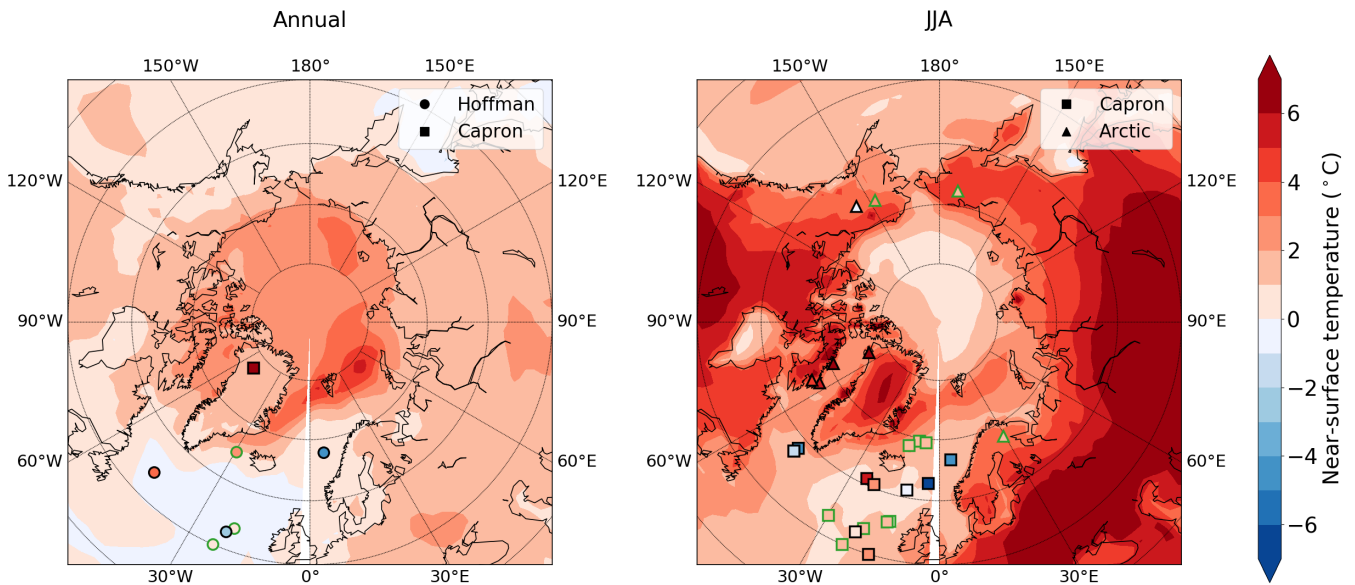 Annual
JJA
150°W 180° 150°E
150°W 180° 150°E
Hoffman
Capron
Capron
Arctic
120°W
120°E
120°W
120°E
90°W
90°E
90°W
90°E
60°W
60°E
60°W
60°E
30°W 0° 30°E
30°W 0° 30°E
6
4
2
0
−2
−4
−6
Near-surface temperature (°C)